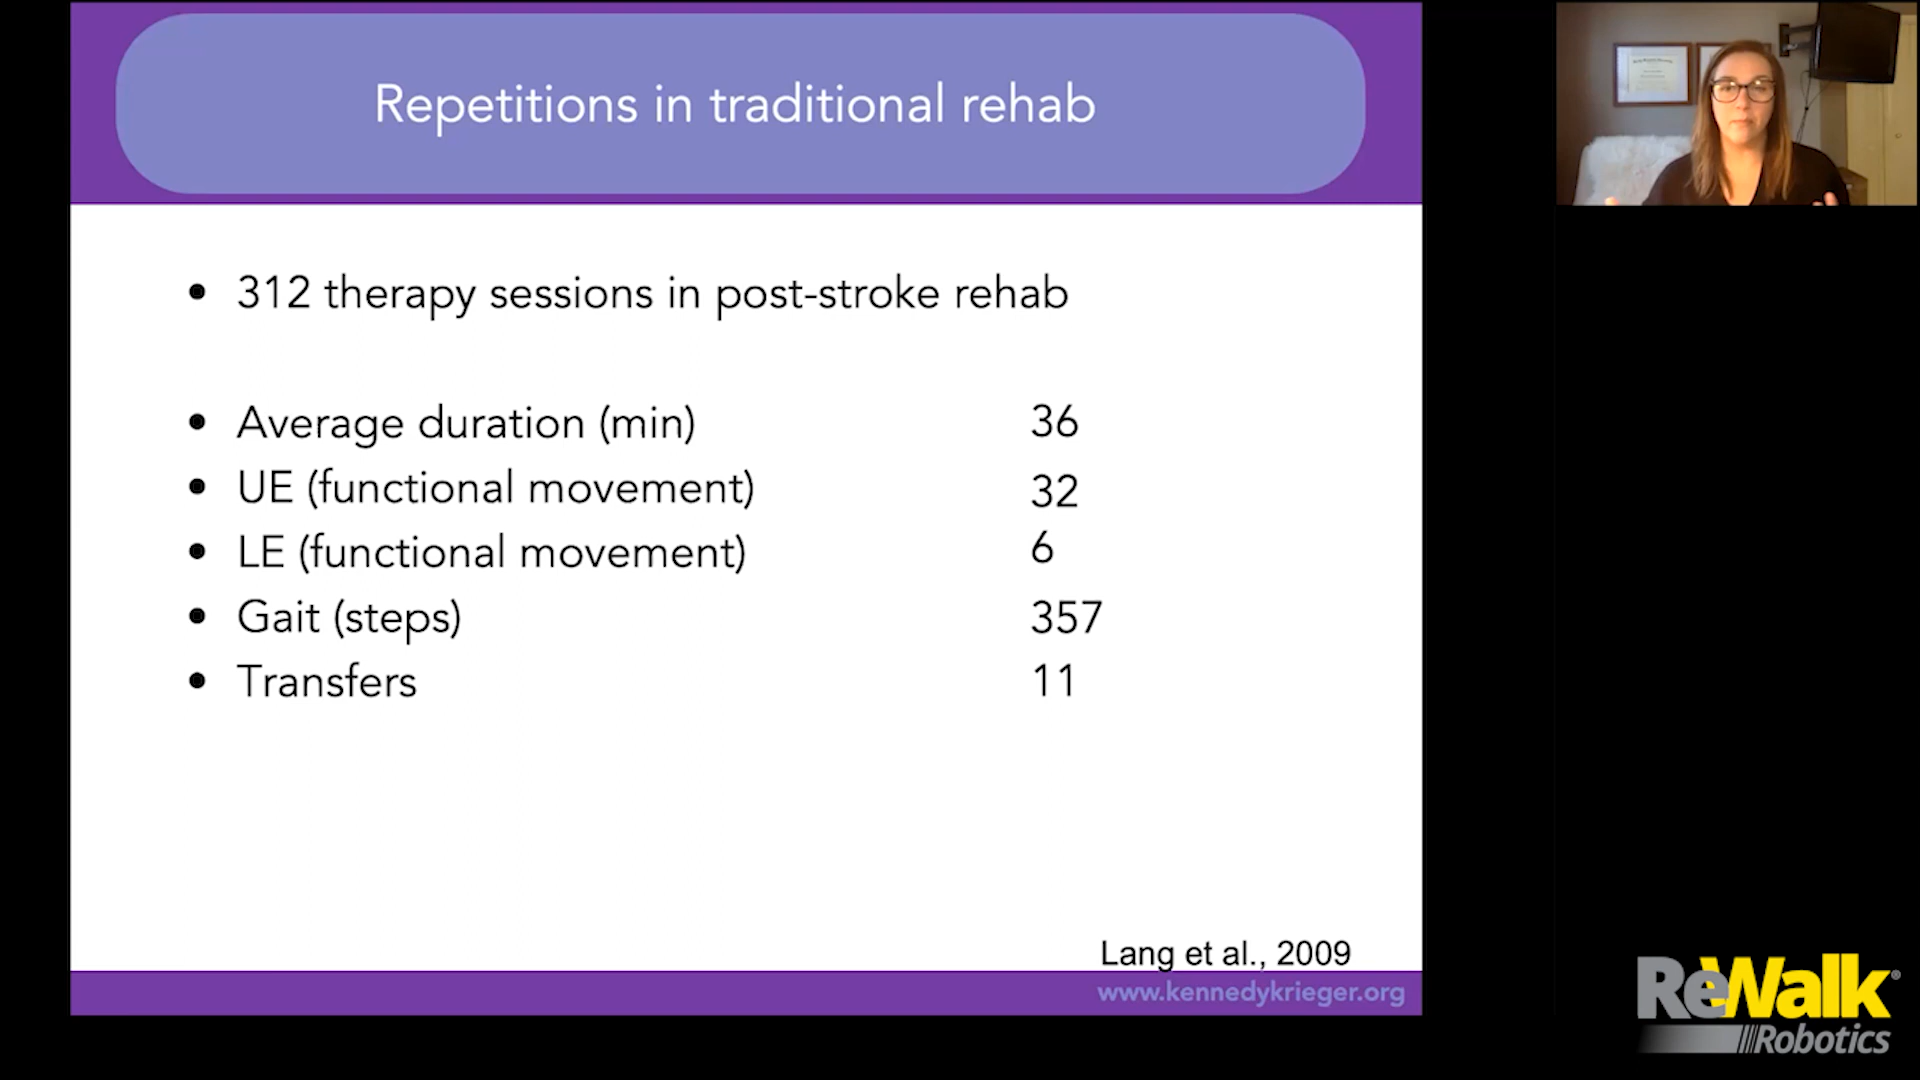 Repetitions in traditional rehab
• 312 therapy sessions in post-stroke rehab
• Average duration (min) 36
• UE (functional movement) 32
• LE (functional movement) 6
• Gait (steps) 357
• Transfers 11
Lang et al., 2009
www.kennedykrieger.org
ReWalk®
Robotics